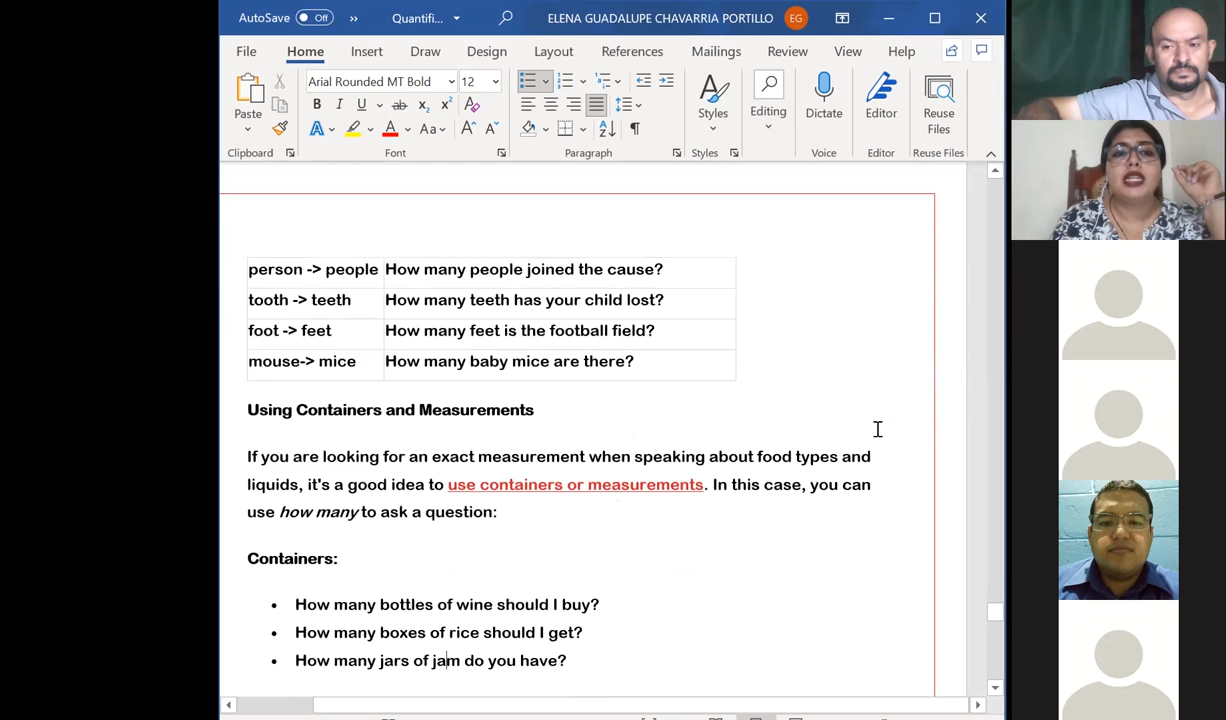 AutoSave Off Quantifi... ELENA GUADALUPE CHAVARRIA PORTILLO EG
File Home Insert Draw Design Layout References Mailings Review View Help
Arial Rounded MT Bold 12
Paste
Styles
Editing
Dictate
Editor
Reuse
Files
Clipboard Font Paragraph Styles Voice Editor Reuse Files
person -> people How many people joined the cause?
tooth -> teeth How many teeth has your child lost?
foot -> feet How many feet is the football field?
mouse-> mice How many baby mice are there?
Using Containers and Measurements
If you are looking for an exact measurement when speaking about food types and
liquids, it's a good idea to use containers or measurements. In this case, you can
use how many to ask a question:
Containers:
• How many bottles of wine should I buy?
• How many boxes of rice should I get?
• How many jars of jam do you have?